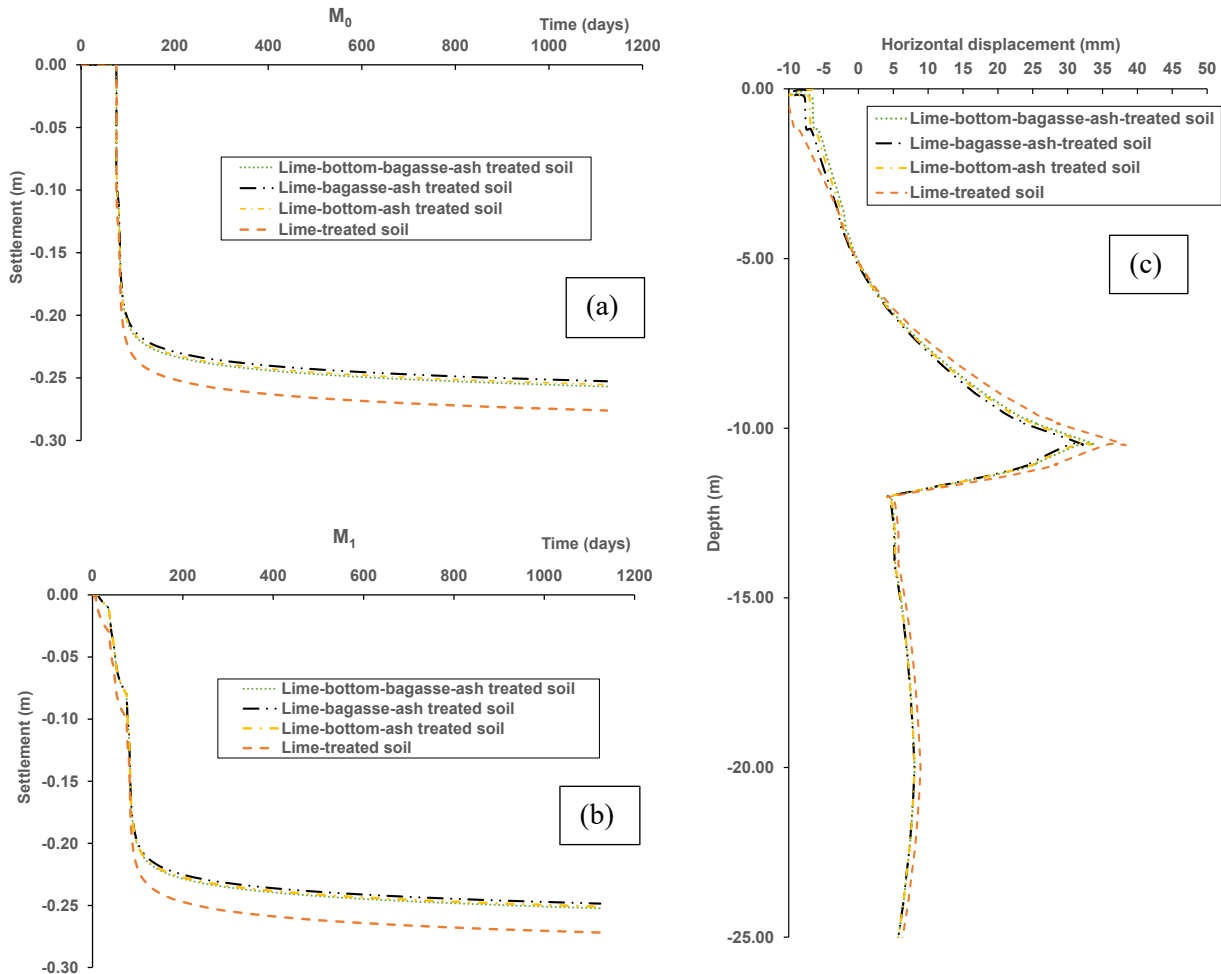 M0
Time (days)
0 200 400 600 800 1000 1200
0.00
-0.05
-0.10
-0.15
-0.20
-0.25
-0.30
Settlement (m)
Lime-bottom-bagasse-ash treated soil
Lime-bagasse-ash treated soil
Lime-bottom-ash treated soil
Lime-treated soil
(a)
M1
Time (days)
0 200 400 600 800 1000 1200
0.00
-0.05
-0.10
-0.15
-0.20
-0.25
-0.30
Settlement (m)
Lime-bottom-bagasse-ash treated soil
Lime-bagasse-ash treated soil
Lime-bottom-ash treated soil
Lime-treated soil
(b)
Horizontal displacement (mm)
-10 -5 0 5 10 15 20 25 30 35 40 45 50
0.00
-5.00
-10.00
-15.00
-20.00
-25.00
Depth (m)
Lime-bottom-bagasse-ash-treated soil
Lime-bagasse-ash-treated soil
Lime-bottom-ash treated soil
Lime-treated soil
(c)